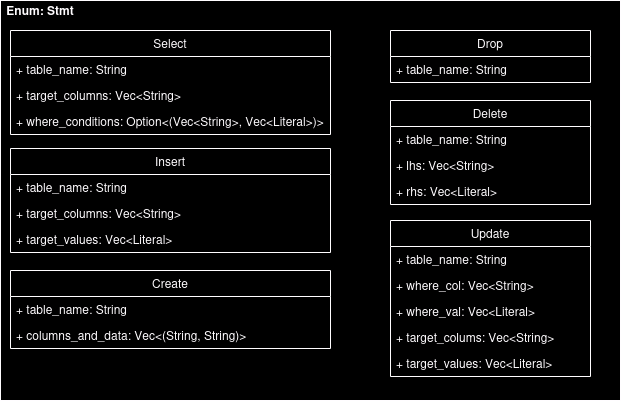 Enum: Stmt
Select
+ table_name: String
+ target_columns: Vec<String>
+ where_conditions: Option<(Vec<String>, Vec<Literal>)>
Insert
+ table_name: String
+ target_columns: Vec<String>
+ target_values: Vec<Literal>
Create
+ table_name: String
+ columns_and_data: Vec<(String, String)>
Drop
+ table_name: String
Delete
+ table_name: String
+ lhs: Vec<String>
+ rhs: Vec<Literal>
Update
+ table_name: String
+ where_col: Vec<String>
+ where_val: Vec<Literal>
+ target_colums: Vec<String>
+ target_values: Vec<Literal>